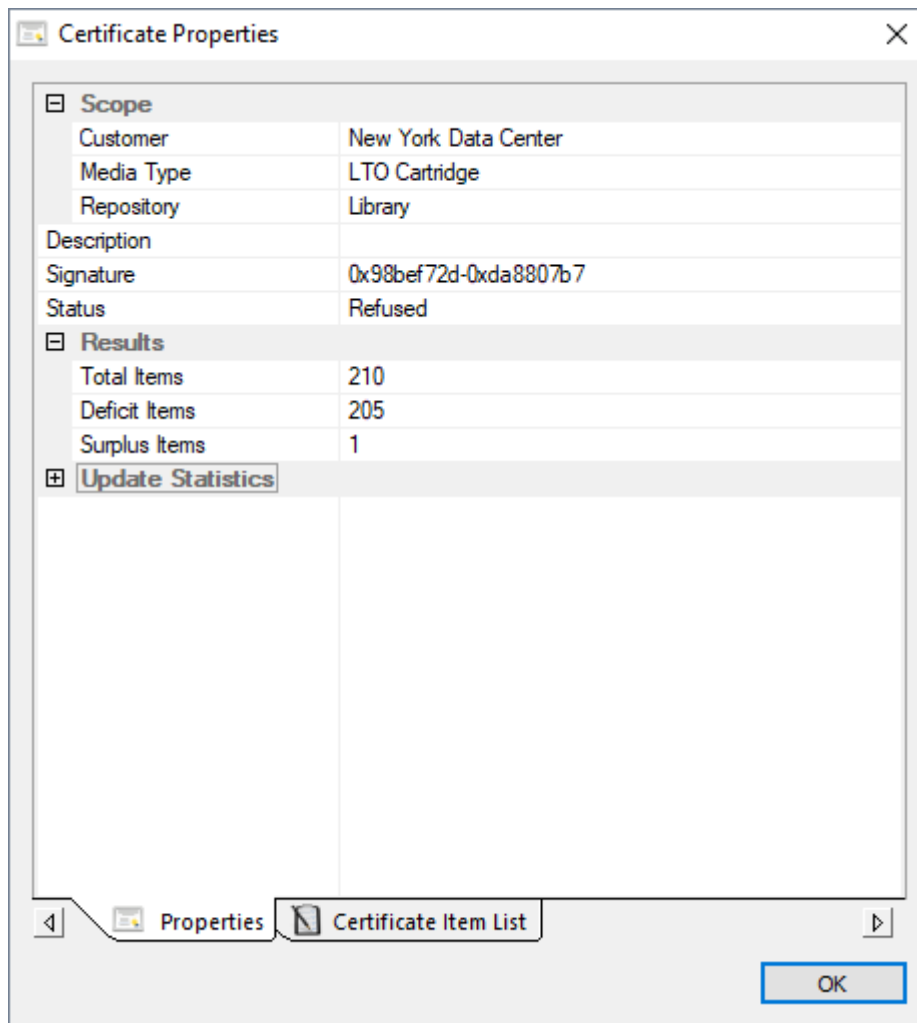 Certificate Properties
Scope
Customer New York Data Center
Media Type LTO Cartridge
Repository Library
Description
Signature 0x98bef72d-0xda8807b7
Status Refused
Results
Total Items 210
Deficit Items 205
Surplus Items 1
Update Statistics
Properties Certificate Item List
OK